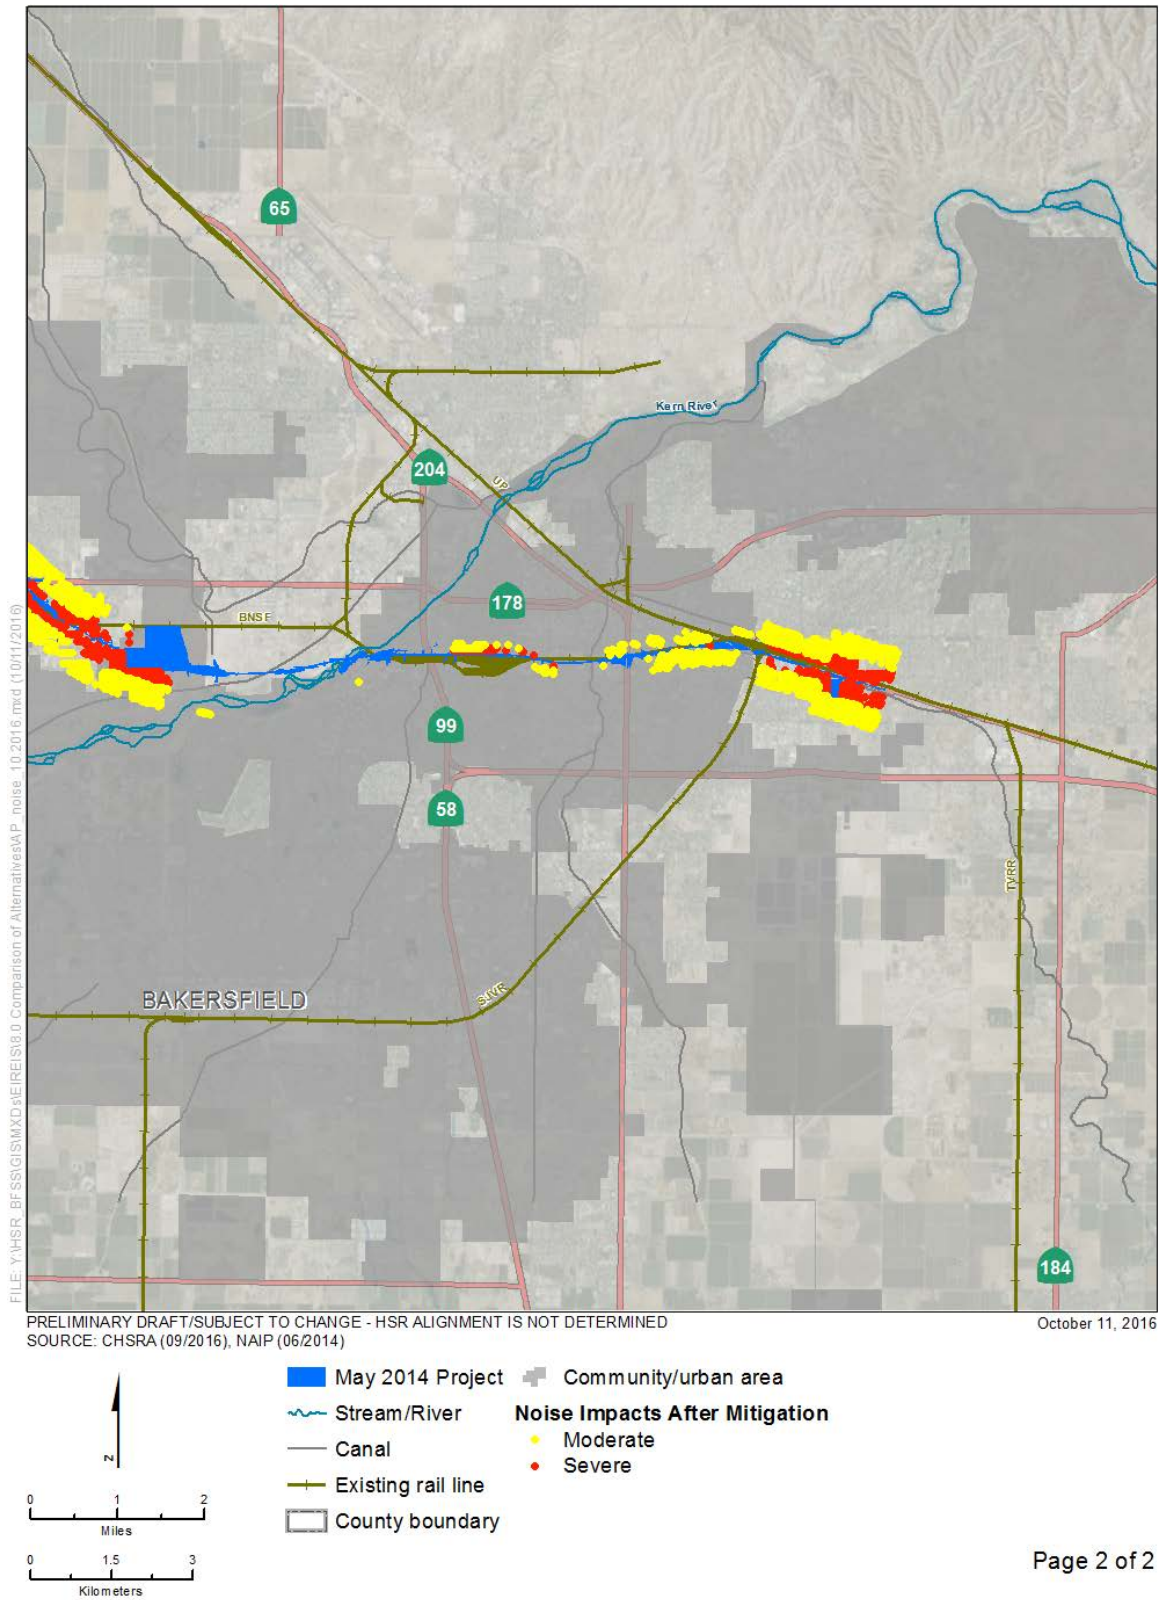 65
Kern River
204
UP
178
BNSF
99
58
TVRR
SJVR
BAKERSFIELD
184
FILE: Y:\HSR_BFSS\GIS\MXDs\EIREIS\8.0 Comparison of Alternatives\AP_noise_10.2016.mxd (10/11/2016)
PRELIMINARY DRAFT/SUBJECT TO CHANGE - HSR ALIGNMENT IS NOT DETERMINED
October 11, 2016
SOURCE: CHSRA (09/2016), NAIP (06/2014)
N
May 2014 Project
Stream/River
Canal
Existing rail line
County boundary
Community/urban area
Noise Impacts After Mitigation
Moderate
Severe
0 1 2
Miles
0 1.5 3
Kilometers
Page 2 of 2